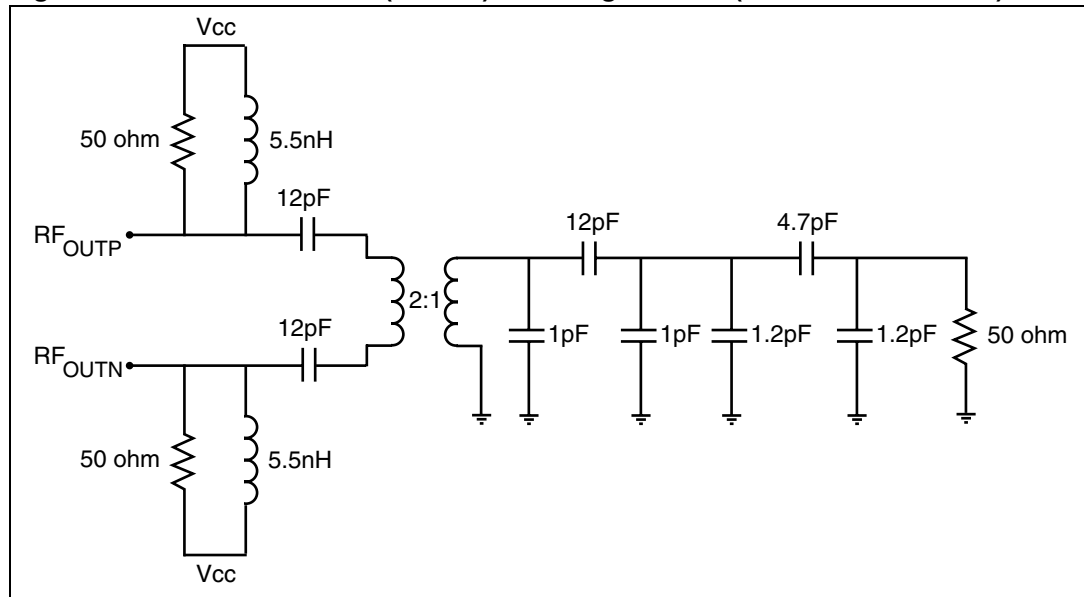 Vcc
50 ohm
5.5nH
12pF
RF OUTP
12pF
4.7pF
2:1
1pF
1pF
1.2pF
1.2pF
50 ohm
12pF
RF OUTN
50 ohm
5.5nH
Vcc